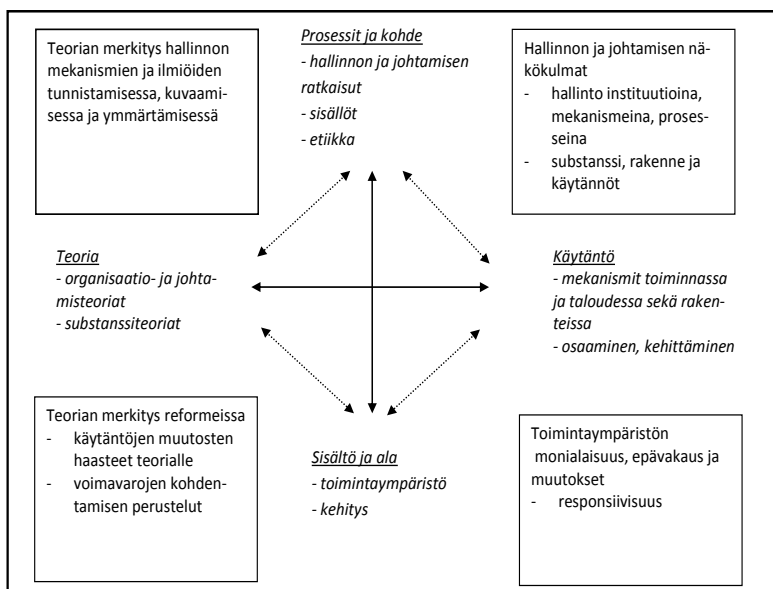 Teorian merkitys hallinnon
mekanismien ja ilmiöiden
tunnistamisessa, kuvaami-
sessa ja ymmärtämisessä
Prosessit ja kohde
- hallinnon ja johtamisen
ratkaisut
- sisällöt
- etiikka
Hallinnon ja johtamisen nä-
kökulmat
- hallinto instituutioina,
mekanismeina, proses-
seina
- substanssi, rakenne ja
käytännöt
Teoria
- organisaatio- ja johta-
misteoriat
- substanssiteoriat
Käytäntö
- mekanismit toiminnassa
ja taloudessa sekä raken-
teissa
- osaaminen, kehittäminen
Teorian merkitys reformeissa
- käytäntöjen muutosten
haasteet teorialle
- voimavarojen kohden-
tamisen perustelut
Sisältö ja ala
- toimintaympäristö
- kehitys
Toimintaympäristön
monialaisuus, epävakaus ja
muutokset
- responsiivisuus